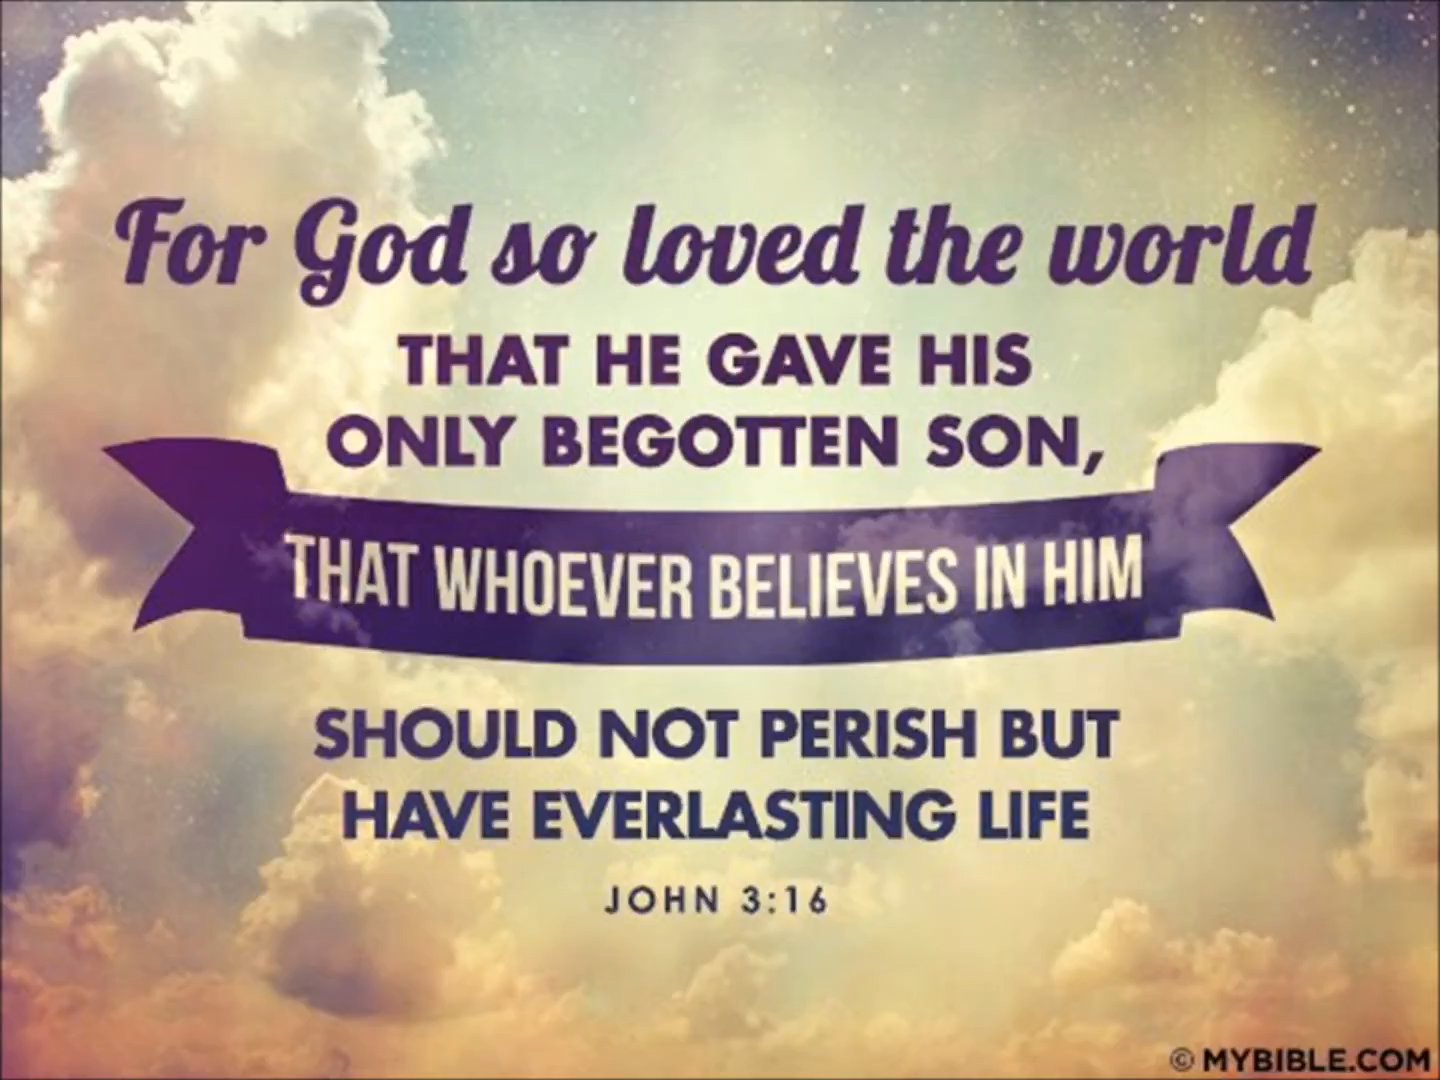 For God so loved the world
THAT HE GAVE HIS
ONLY BEGOTTEN SON,
THAT WHOEVER BELIEVES IN HIM
SHOULD NOT PERISH BUT
HAVE EVERLASTING LIFE
JOHN 3:16
© MYBIBLE.COM